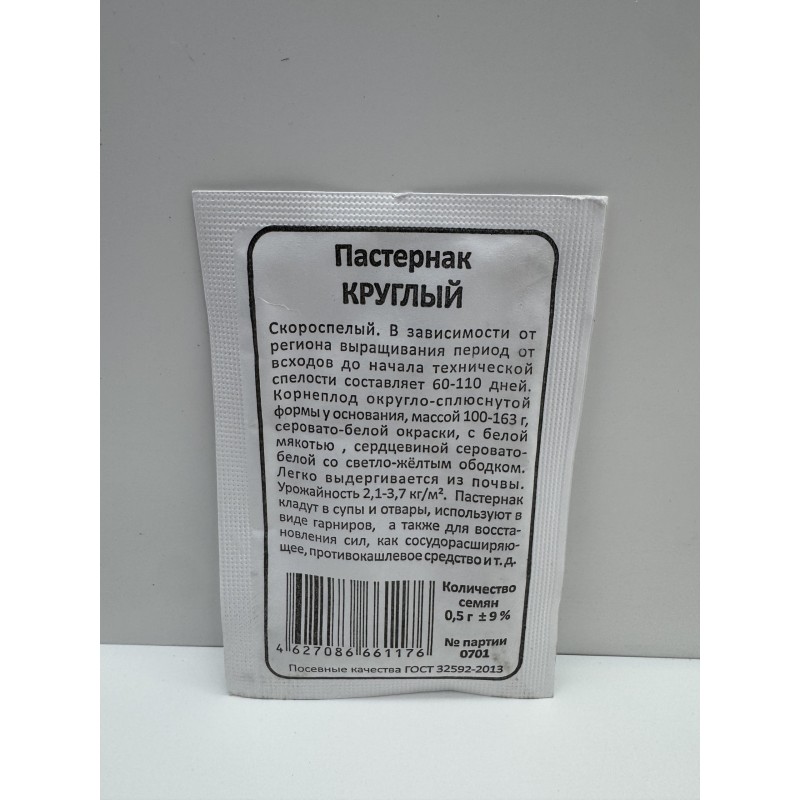 Пастернак
КРУГЛЫЙ
Скороспелый. В зависимости от
региона выращивания период от
всходов до начала технической
спелости составляет 60-110 дней.
Корнеплод округло-сплюснутой
формы у основания, массой 100-163 г,
серовато-белой окраски, с белой
мякотью , сердцевиной серовато-
белой со светло-жёлтым ободком.
Легко выдергивается из почвы.
Урожайность 2,1-3,7 кг/м². Пастернак
кладут в супы и отвары, используют в
виде гарниров, а также для восста-
новления сил, как сосудорасширяю-
щее, противокашлевое средство и т. д.
Количество
семян
0,5 г ± 9 %
№ партии
0701
4 627086 661176
Посевные качества ГОСТ 32592-2013